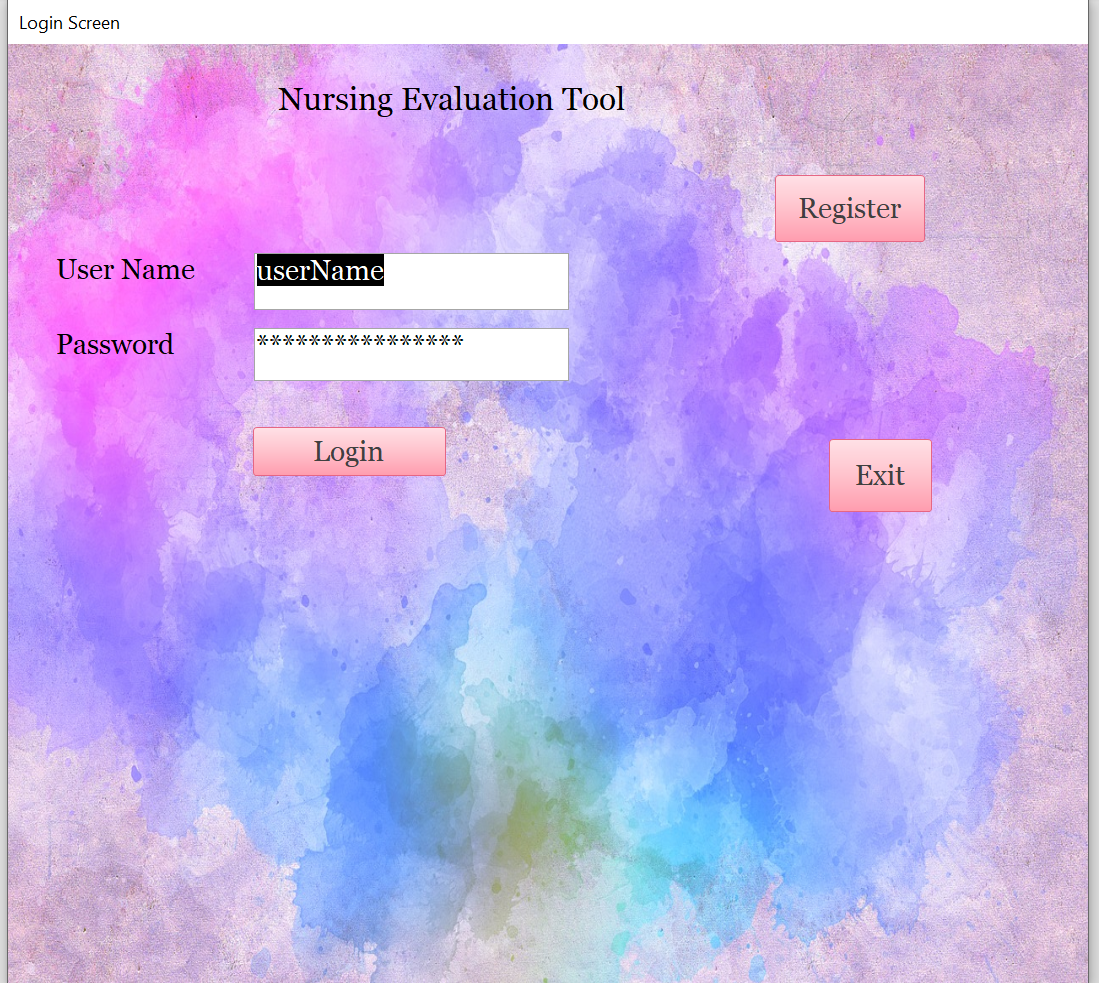 Login Screen
Nursing Evaluation Tool
Register
User Name
userName
Password
****************
Login
Exit